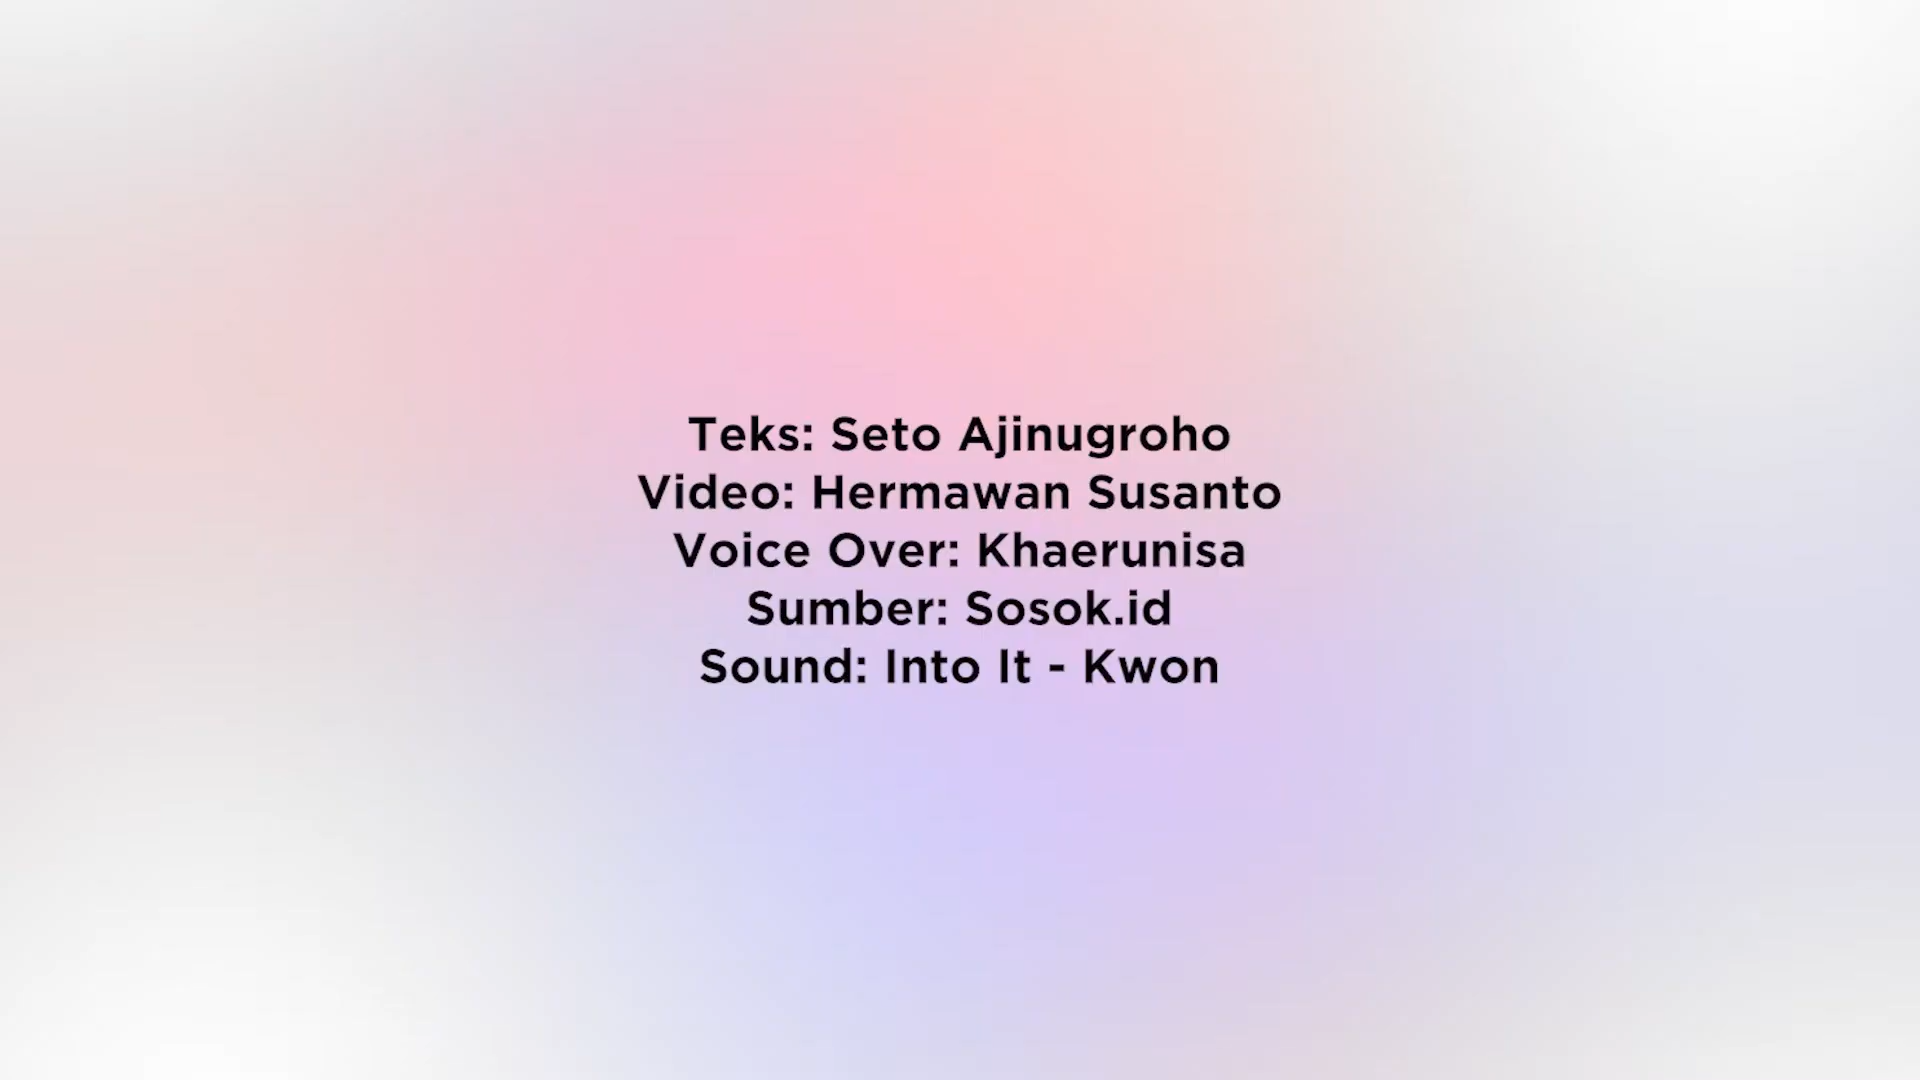 Teks: Seto Ajinugroho
Video: Hermawan Susanto
Voice Over: Khaerunisa
Sumber: Sosok.id
Sound: Into It - Kwon